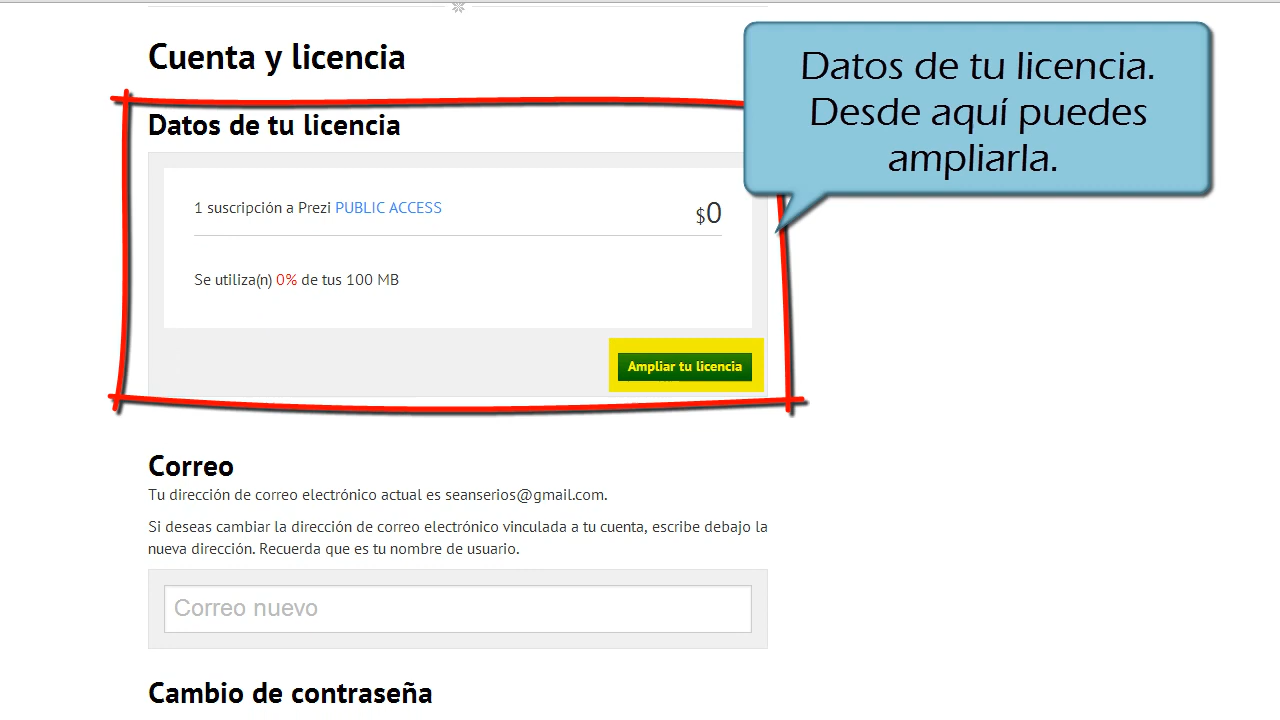 Cuenta y licencia
Datos de tu licencia.
Desde aquí puedes
ampliarla.
Datos de tu licencia
1 suscripción a Prezi PUBLIC ACCESS
$0
Se utiliza(n) 0% de tus 100 MB
Ampliar tu licencia
Correo
Tu dirección de correo electrónico actual es seanserios@gmail.com.
Si deseas cambiar la dirección de correo electrónico vinculada a tu cuenta, escribe debajo la
nueva dirección. Recuerda que es tu nombre de usuario.
Correo nuevo
Cambio de contraseña